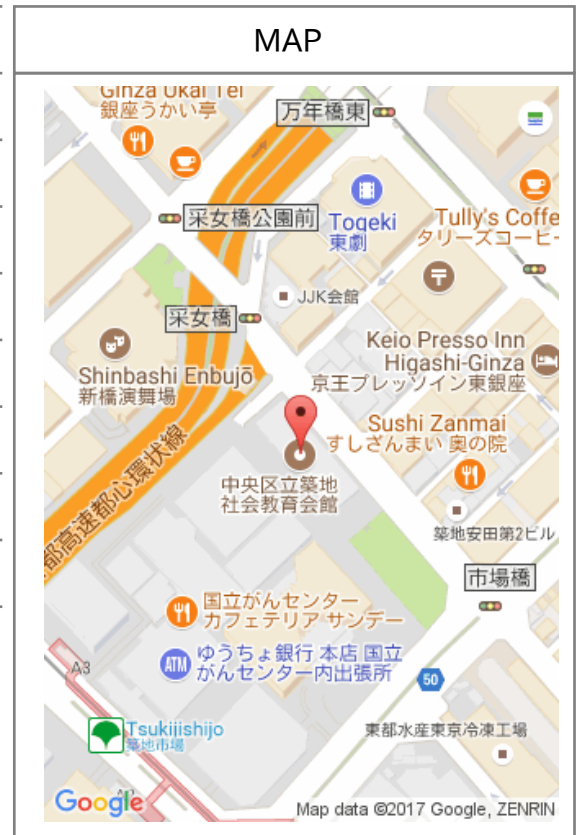 MAP
Ginza Ukai Tei
銀座うかい亭
万年橋東
采女橋公園前
Togeki
東劇
Tully's Coffe
タリーズコーヒー
采女橋
JJK会館
Shinbashi Enbujō
新橋演舞場
Keio Presso Inn
Higashi-Ginza
京王プレッソイン東銀座
Sushi Zanmai
すしざんまい 奥の院
中央区立築地
社会教育会館
都高速都心環状線
築地安田第2ビル
市場橋
国立がんセンター
カフェテリア サンデー
ATM
ゆうちょ銀行 本店 国立
がんセンター内出張所
50
A3
Tsukijishijo
築地市場
東都水産東京冷凍工場
Google
Map data ©2017 Google, ZENRIN